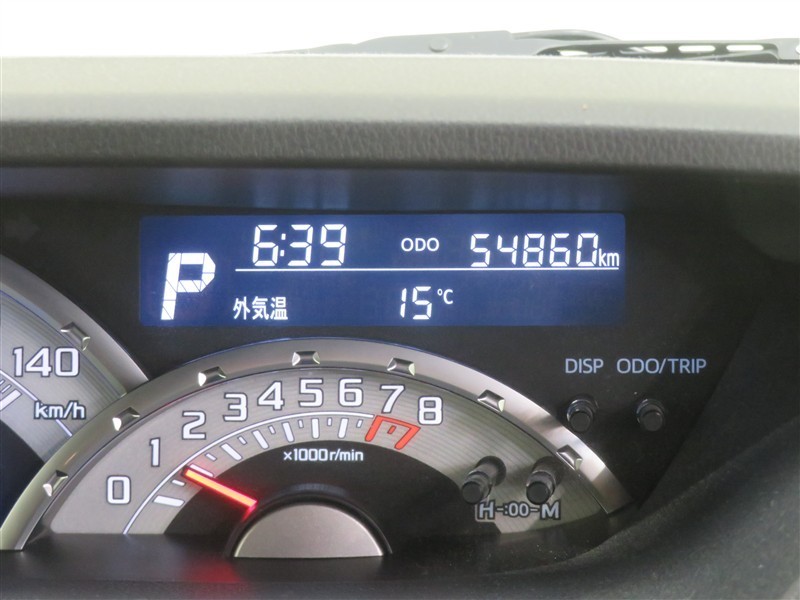 6:39 ODO 54860km
P
外気温 15℃
DISP ODO/TRIP
140
km/h
0 1 2 3 4 5 6 7 8
×1000r/min
H-:00-M